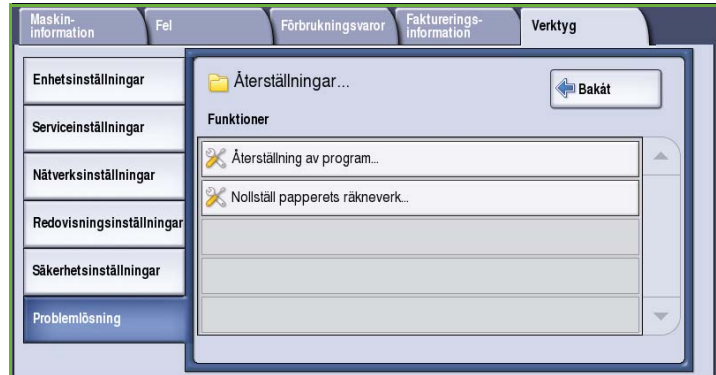 Maskin-
information
Fel
Förbrukningsvaror
Fakturerings-
information
Verktyg
Enhetsinställningar
Serviceinställningar
Nätverksinställningar
Redovisningsinställningar
Säkerhetsinställningar
Problemlösning
Återställningar...
Bakåt
Funktioner
Återställning av program...
Nollställ papperets räkneverk...